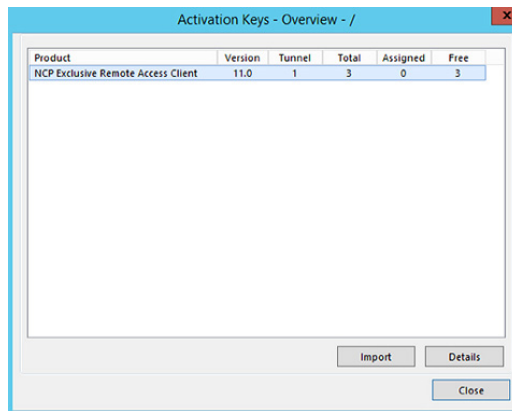 Activation Keys - Overview - /
Product Version Tunnel Total Assigned Free
NCP Exclusive Remote Access Client 11.0 1 3 0 3
Import Details
Close